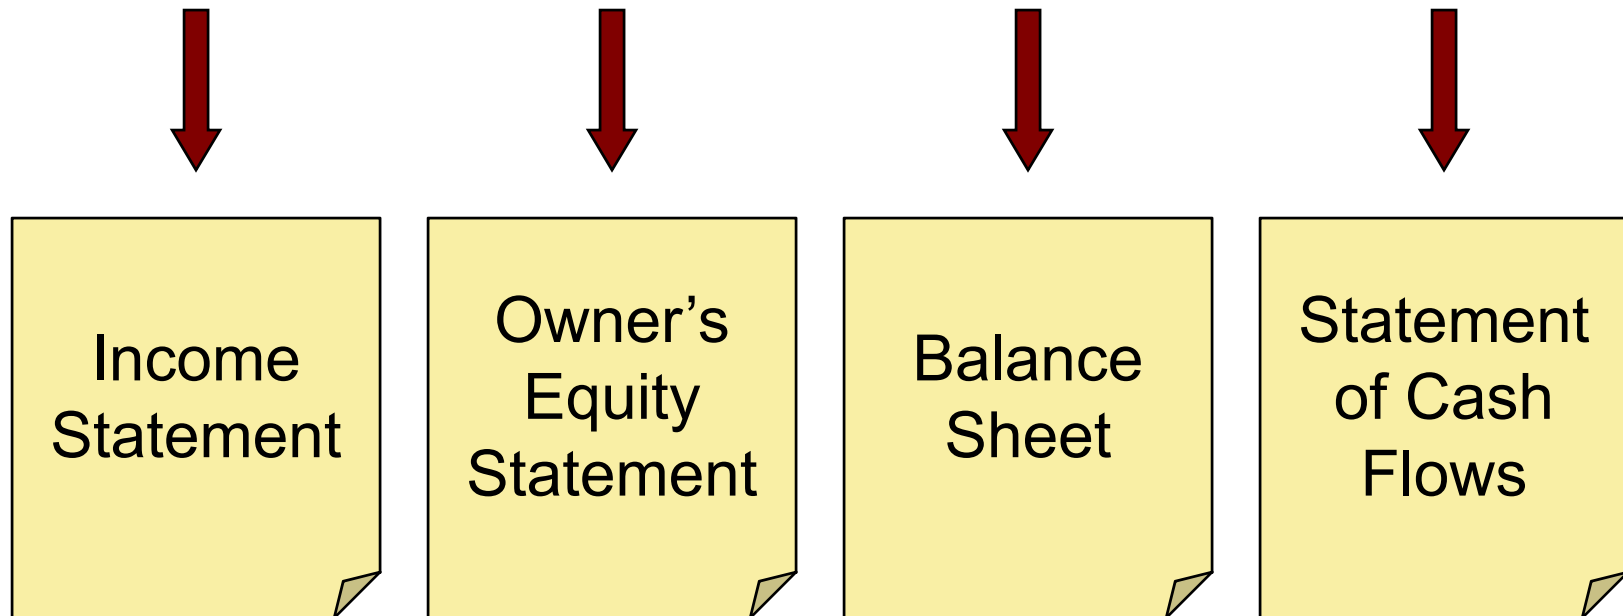 Income
Statement
Owner’s
Equity
Statement
Balance
Sheet
Statement
of Cash
Flows